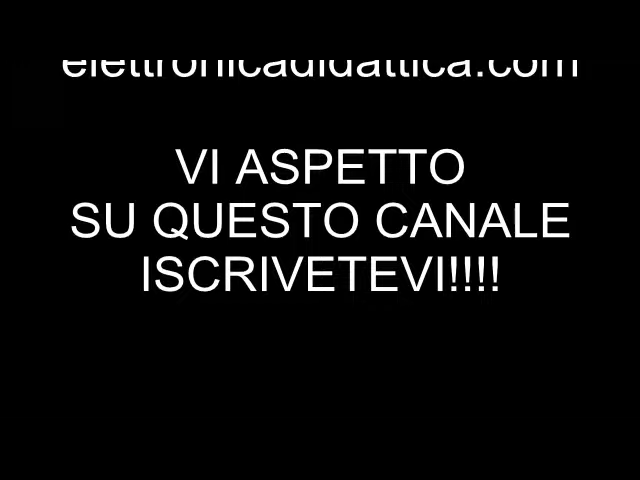 elettronicadidattica.com
VI ASPETTO
SU QUESTO CANALE
ISCRIVETEVI!!!!